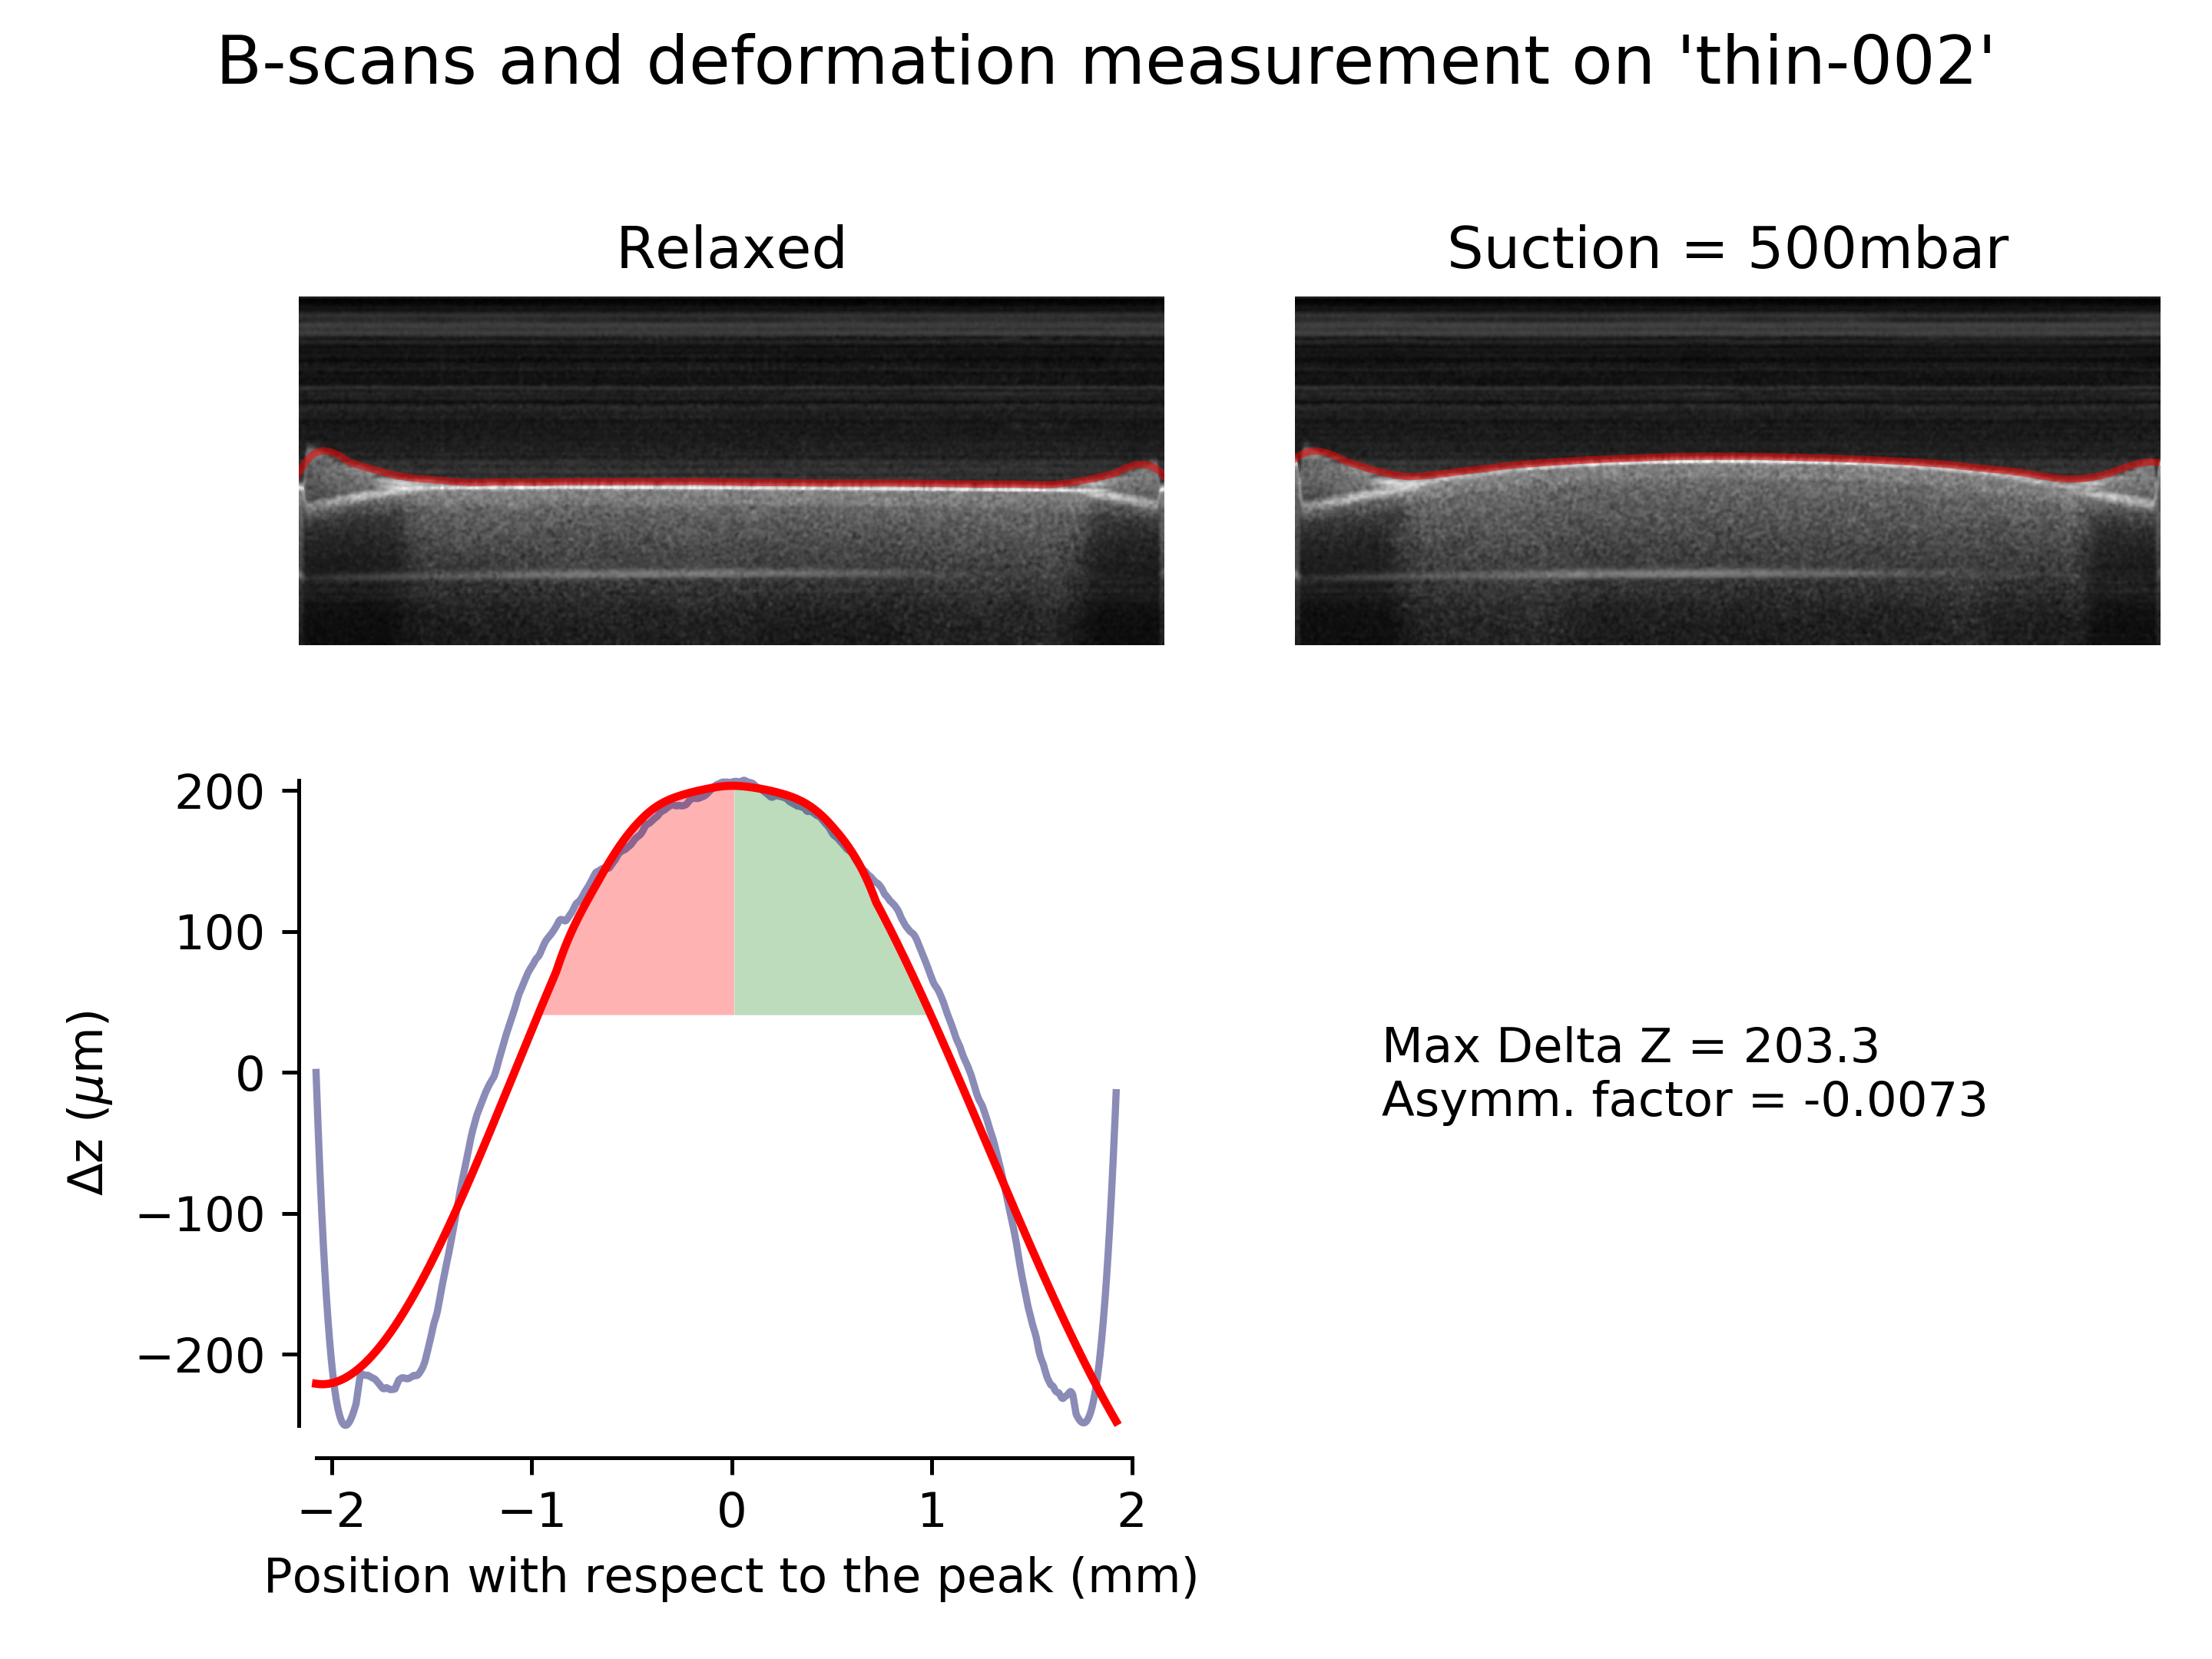 B-scans and deformation measurement on 'thin-002'
Relaxed
Suction = 500mbar
200
100
0
−100
−200
Δz (μm)
Max Delta Z = 203.3
Asymm. factor = -0.0073
−2 −1 0 1 2
Position with respect to the peak (mm)